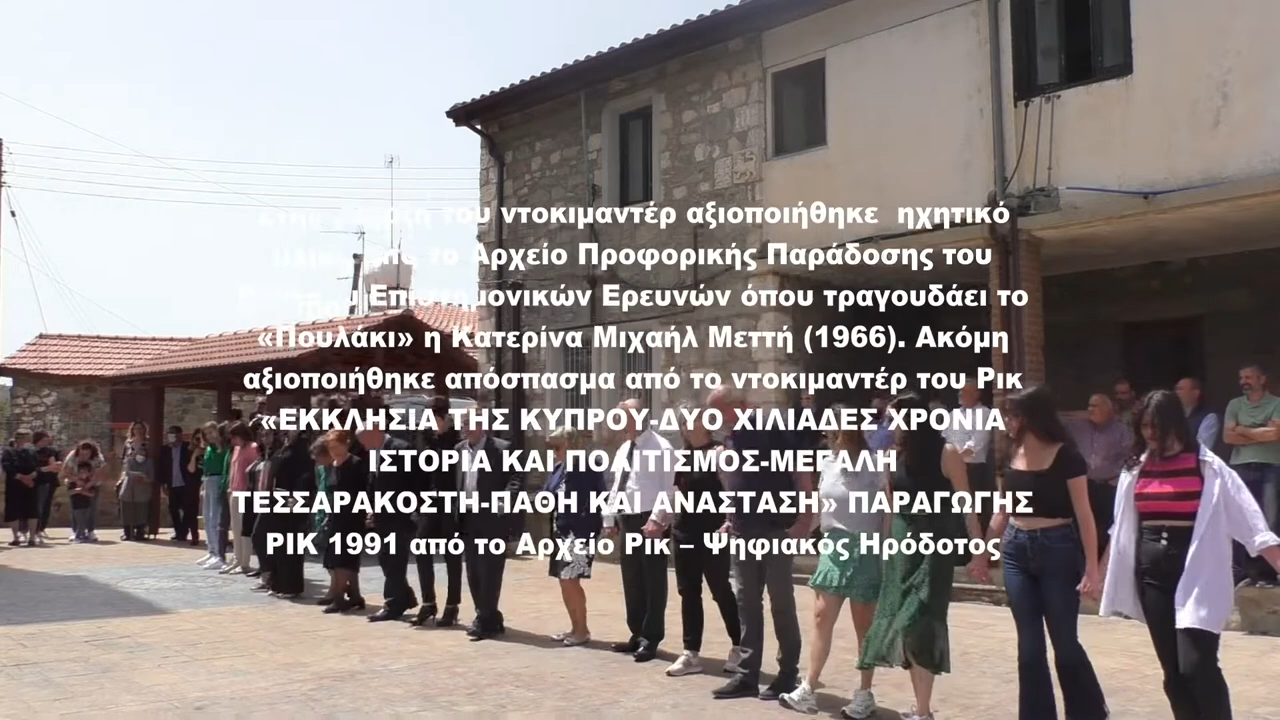 του ντοκιμαντέρ αξιοποιήθηκε ηχητικό
το Αρχείο Προφορικής Παράδοσης του
Επιστημονικών Ερευνών όπου τραγουδάει το
«Πουλάκι» η Κατερίνα Μιχαήλ Μεττή (1966). Ακόμη
αξιοποιήθηκε απόσπασμα από το ντοκιμαντέρ του Ρικ
«ΕΚΚΛΗΣΙΑ ΤΗΣ ΚΥΠΡΟΥ-ΔΥΟ ΧΙΛΙΑΔΕΣ ΧΡΟΝΙΑ
ΙΣΤΟΡΙΑ ΚΑΙ ΠΟΛΙΤΙΣΜΟΣ-ΜΕΓΑΛΗ
ΤΕΣΣΑΡΑΚΟΣΤΗ-ΠΑΘΗ ΚΑΙ ΑΝΑΣΤΑΣΗ» ΠΑΡΑΓΩΓΗΣ
ΡΙΚ 1991 από το Αρχείο Ρικ – Ψηφιακός Ηρόδοτος